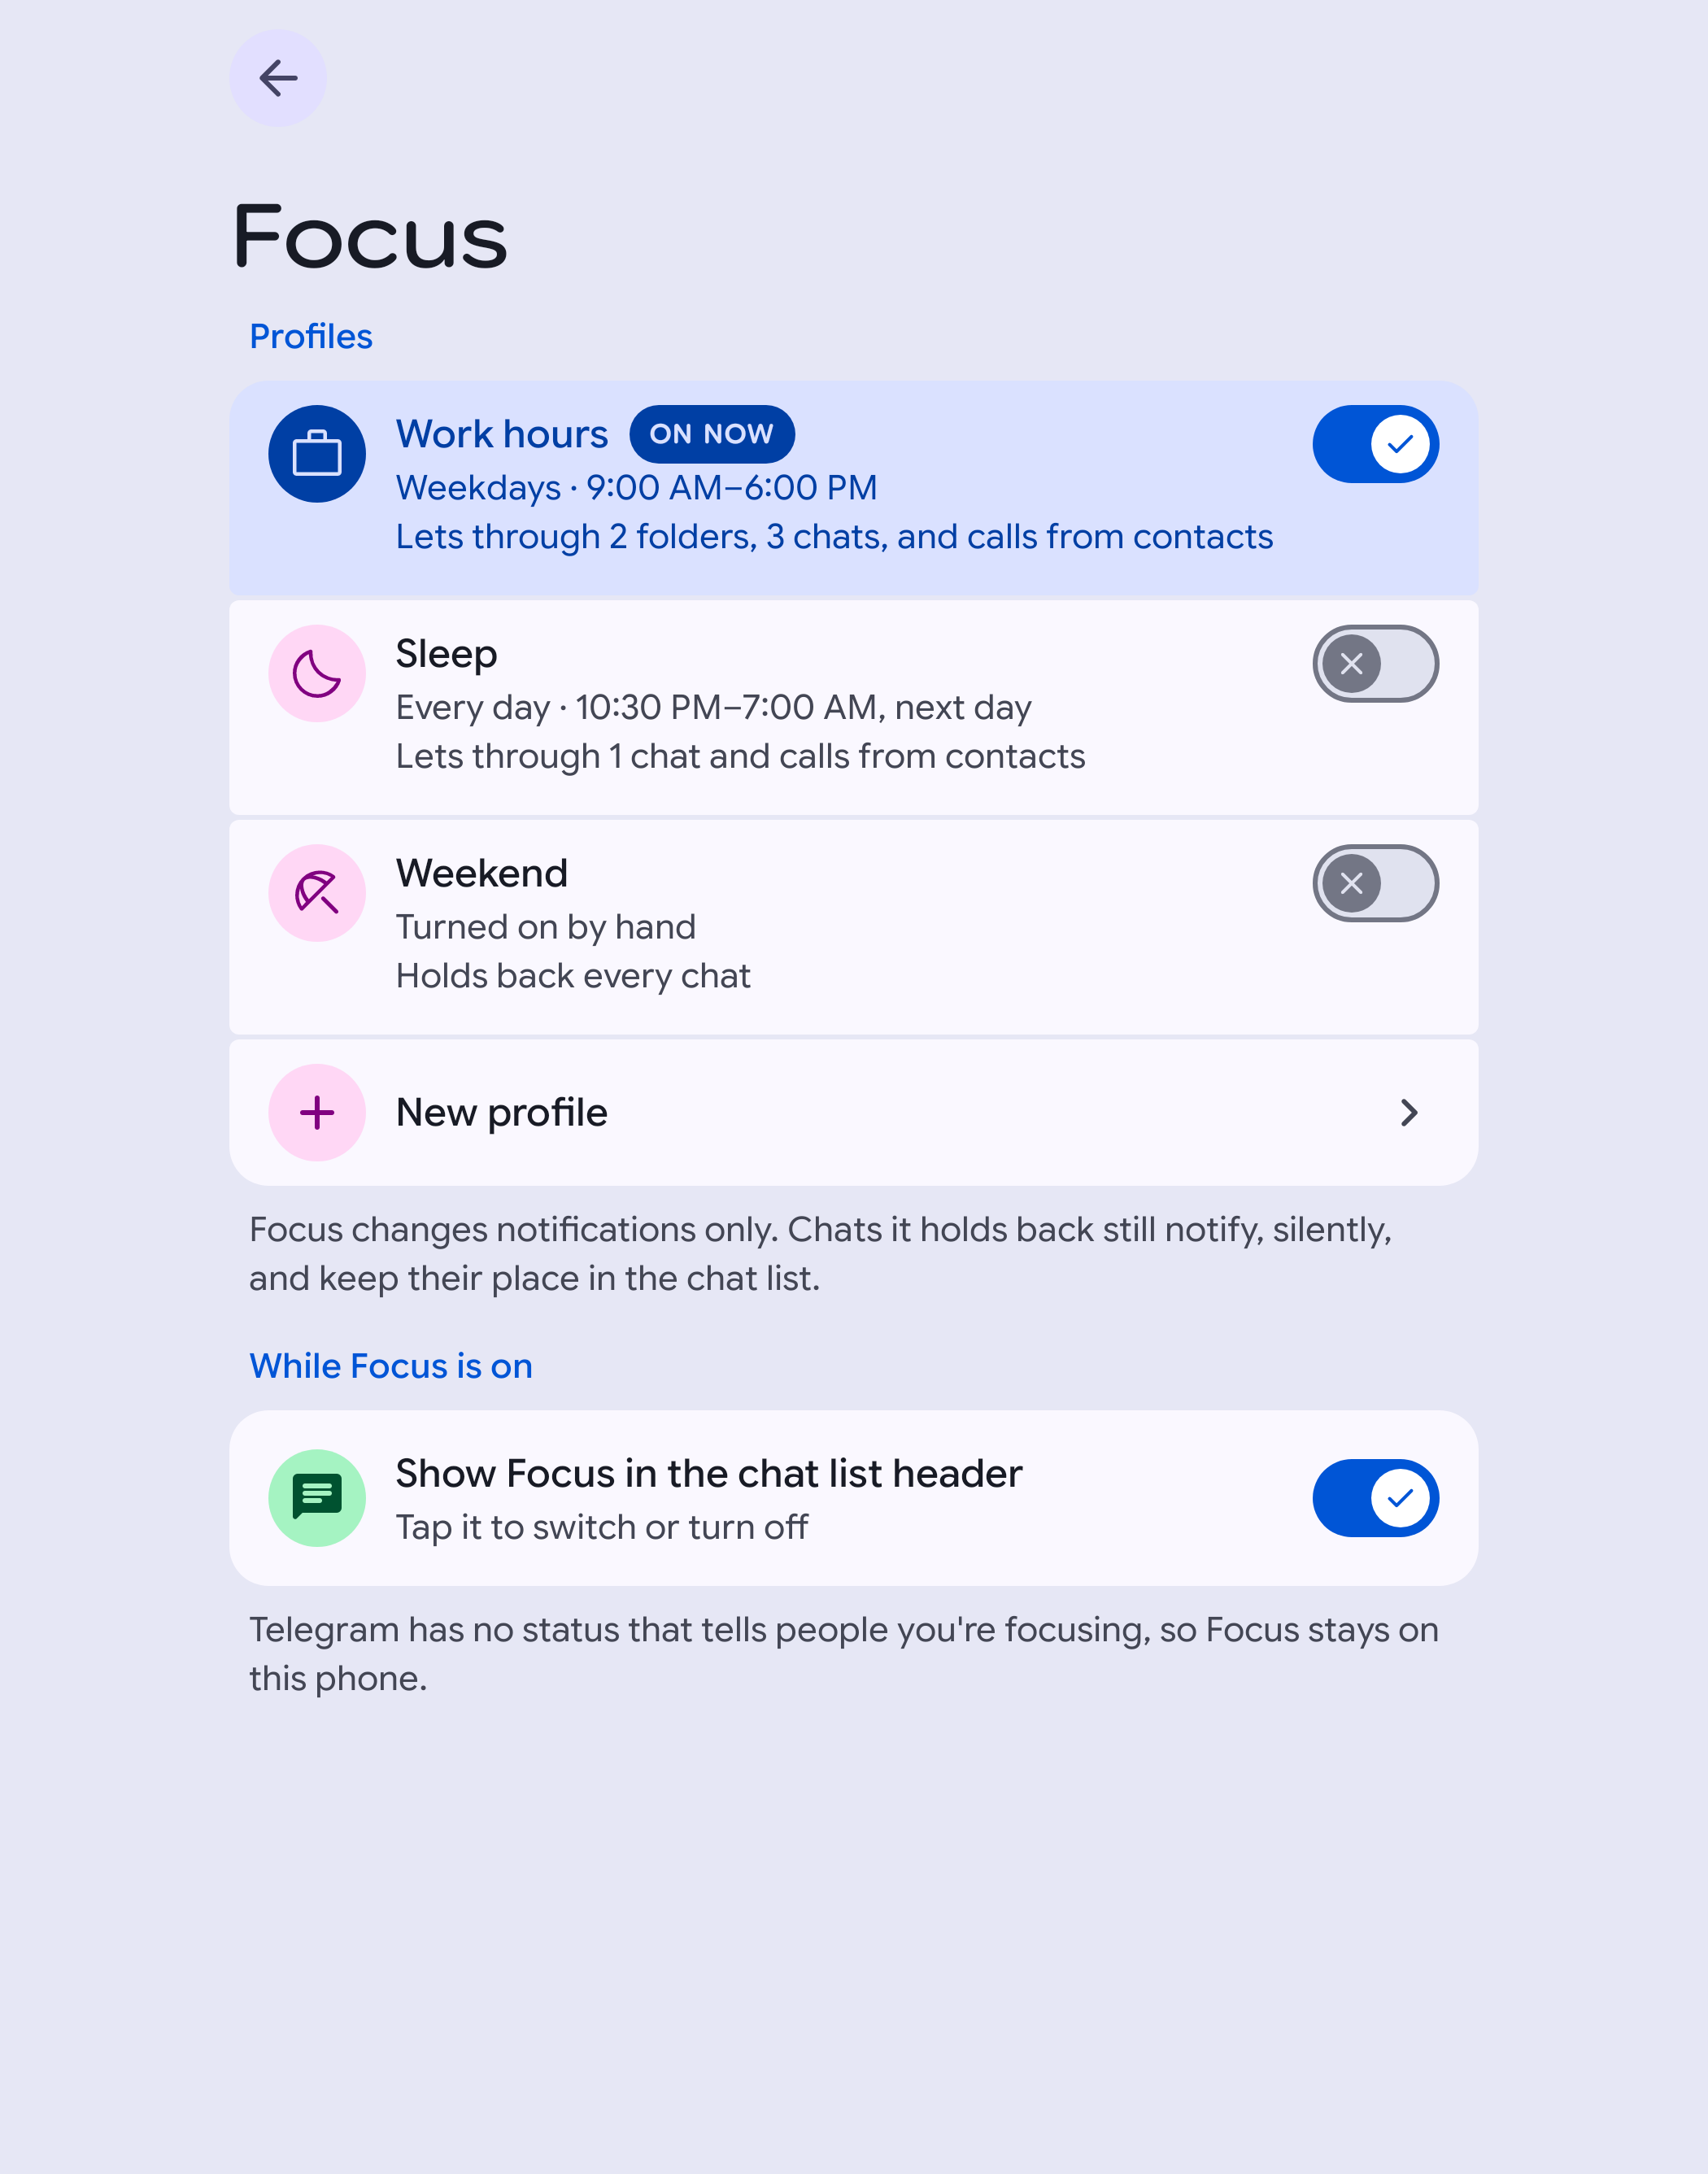 Focus
Profiles
Work hours ON NOW
Weekdays · 9:00 AM–6:00 PM
Lets through 2 folders, 3 chats, and calls from contacts
Sleep
Every day · 10:30 PM–7:00 AM, next day
Lets through 1 chat and calls from contacts
Weekend
Turned on by hand
Holds back every chat
New profile
Focus changes notifications only. Chats it holds back still notify, silently,
and keep their place in the chat list.
While Focus is on
Show Focus in the chat list header
Tap it to switch or turn off
Telegram has no status that tells people you're focusing, so Focus stays on
this phone.